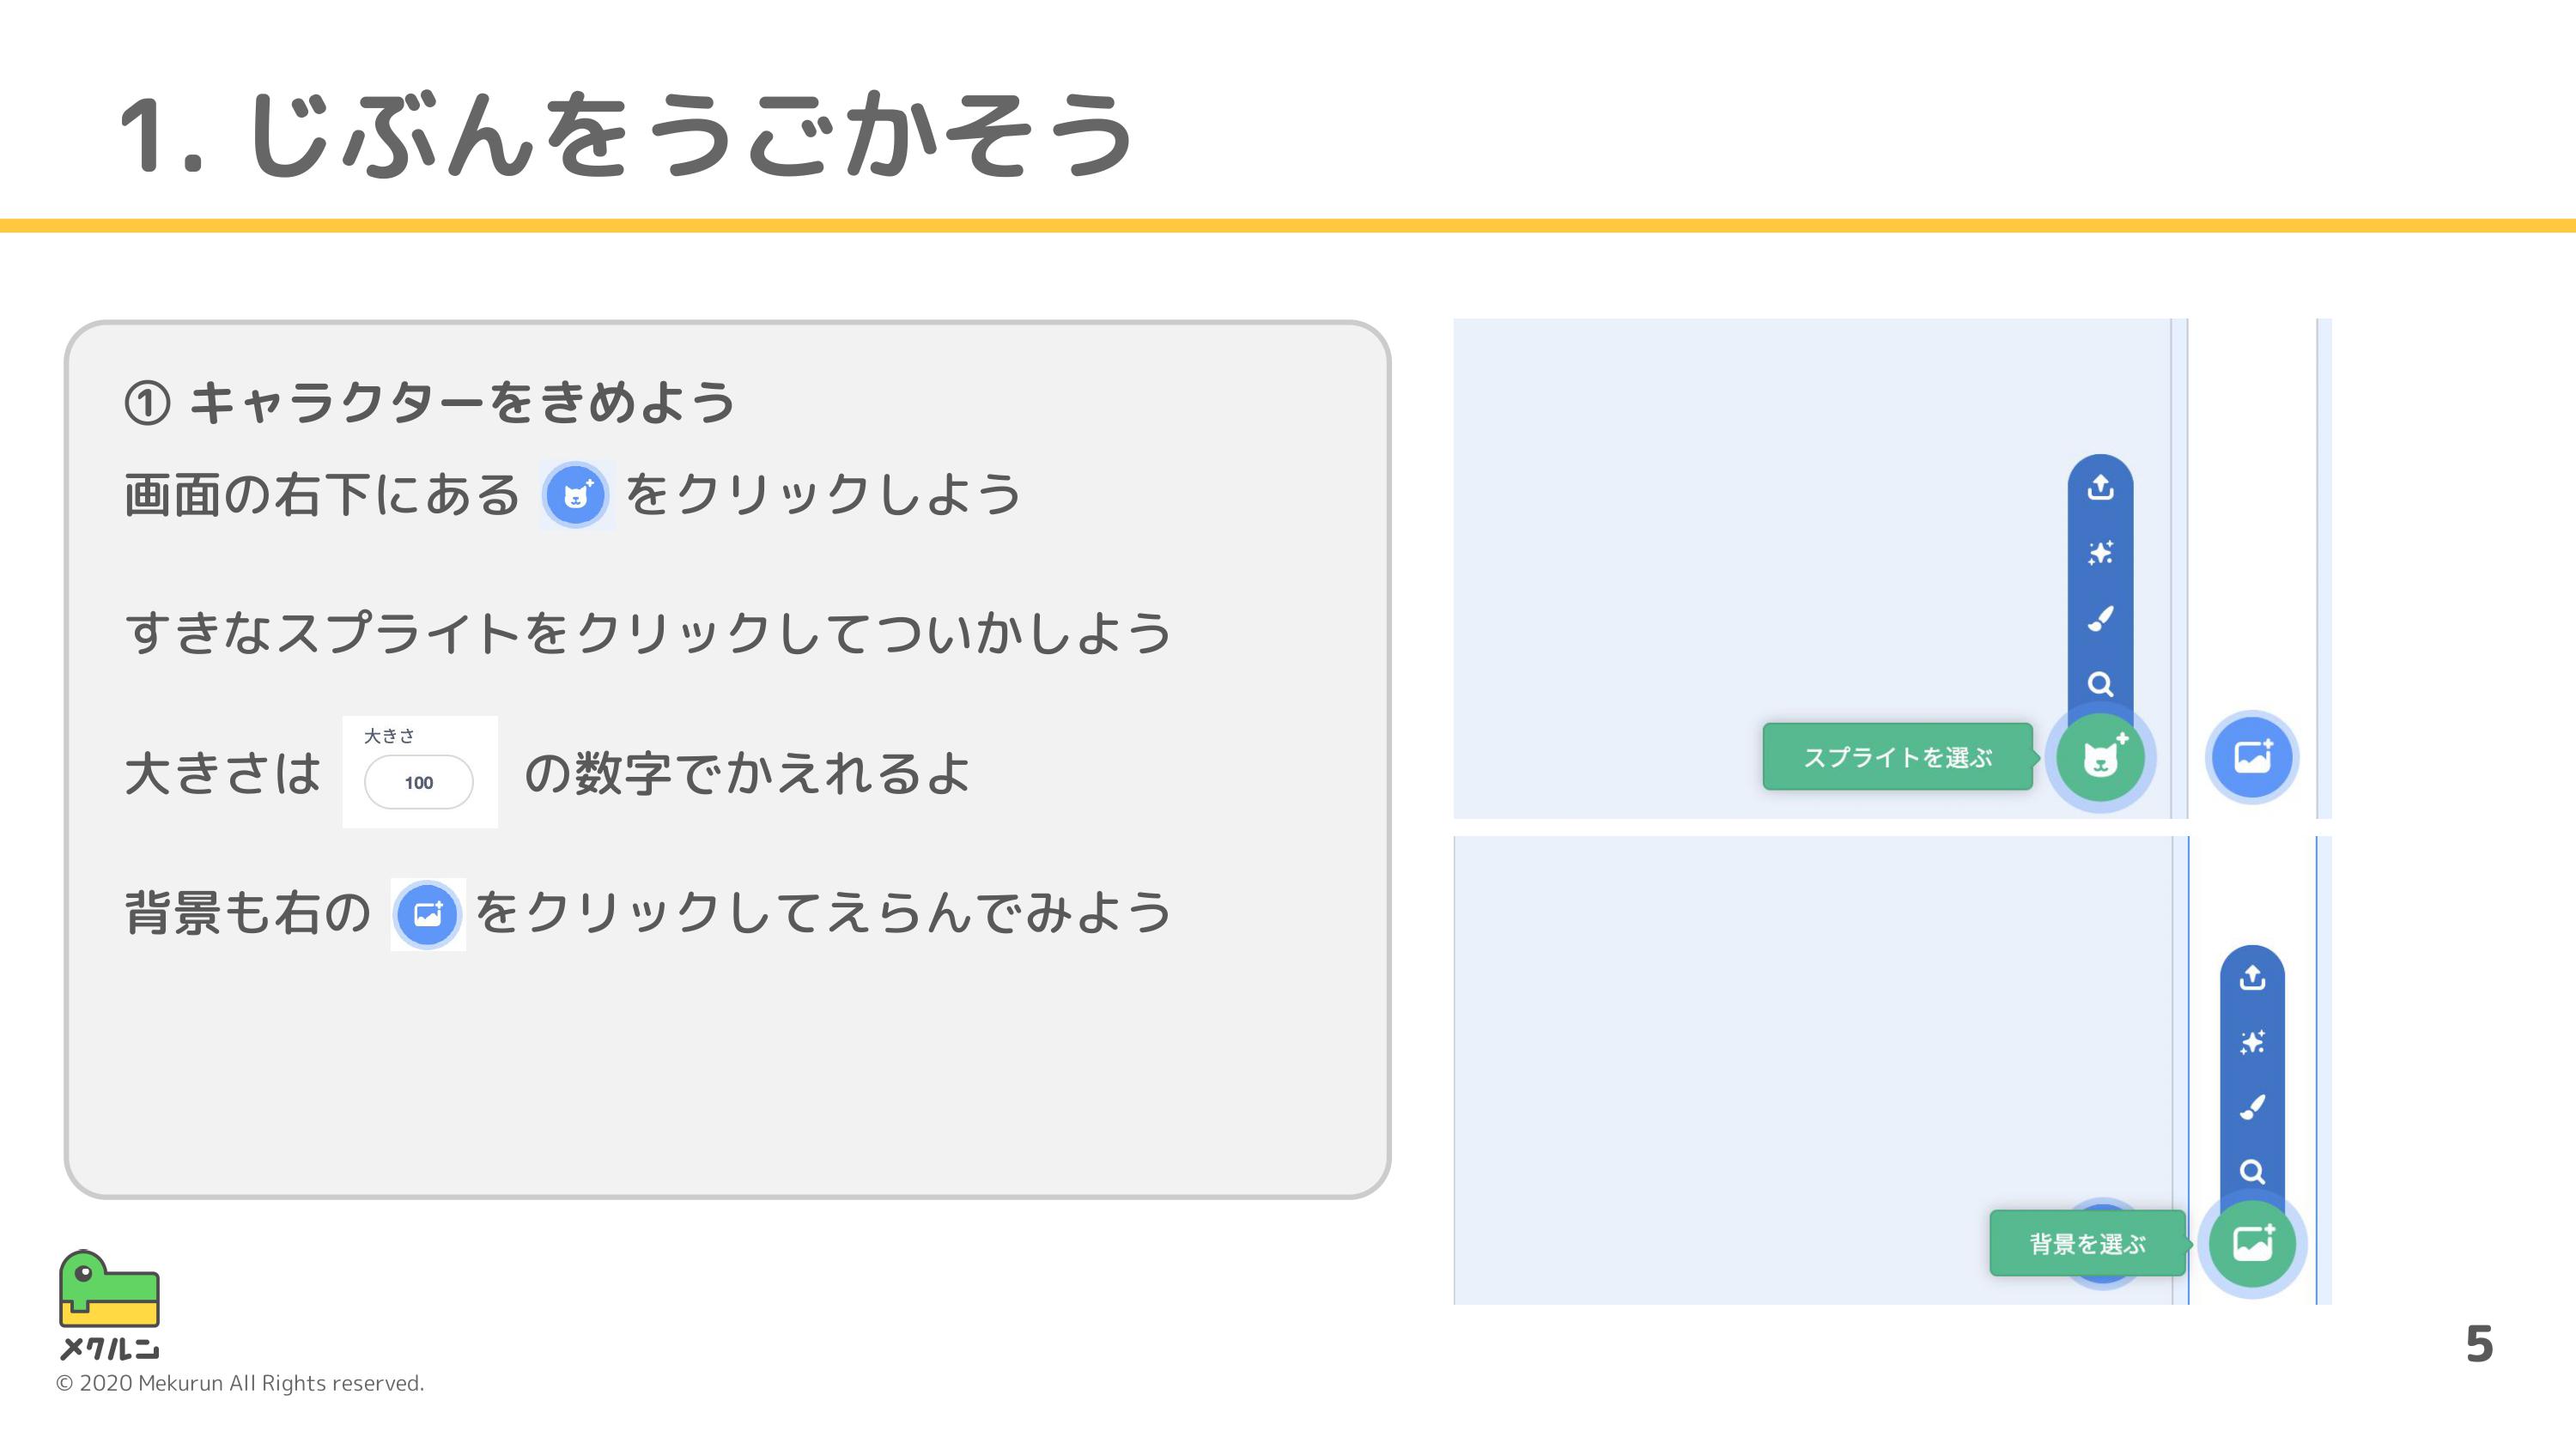 1. じぶんをうごかそう
① キャラクターをきめよう
画面の右下にある をクリックしよう
すきなスプライトをクリックしてついかしよう
大きさは 大きさ 100 の数字でかえれるよ
背景も右の をクリックしてえらんでみよう
スプライトを選ぶ
背景を選ぶ
メクルン
© 2020 Mekurun All Rights reserved.
5